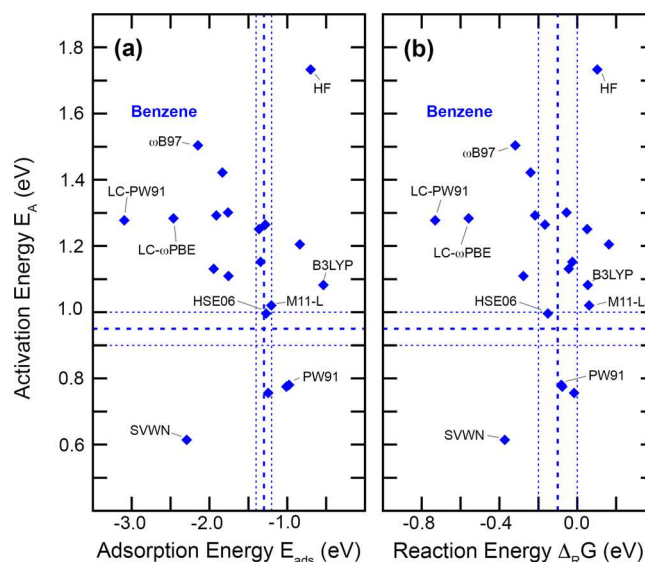 (a)
HF
Benzene
ωB97
LC-PW91
LC-ωPBE
B3LYP
HSE06
M11-L
PW91
SVWN
1.8
1.6
1.4
1.2
1.0
0.8
0.6
Activation Energy E_A (eV)
-3.0 -2.0 -1.0
Adsorption Energy E_ads (eV)
(b)
HF
Benzene
ωB97
LC-PW91
LC-ωPBE
B3LYP
HSE06
M11-L
PW91
SVWN
-0.8 -0.4 0.0
Reaction Energy Δ_RG (eV)